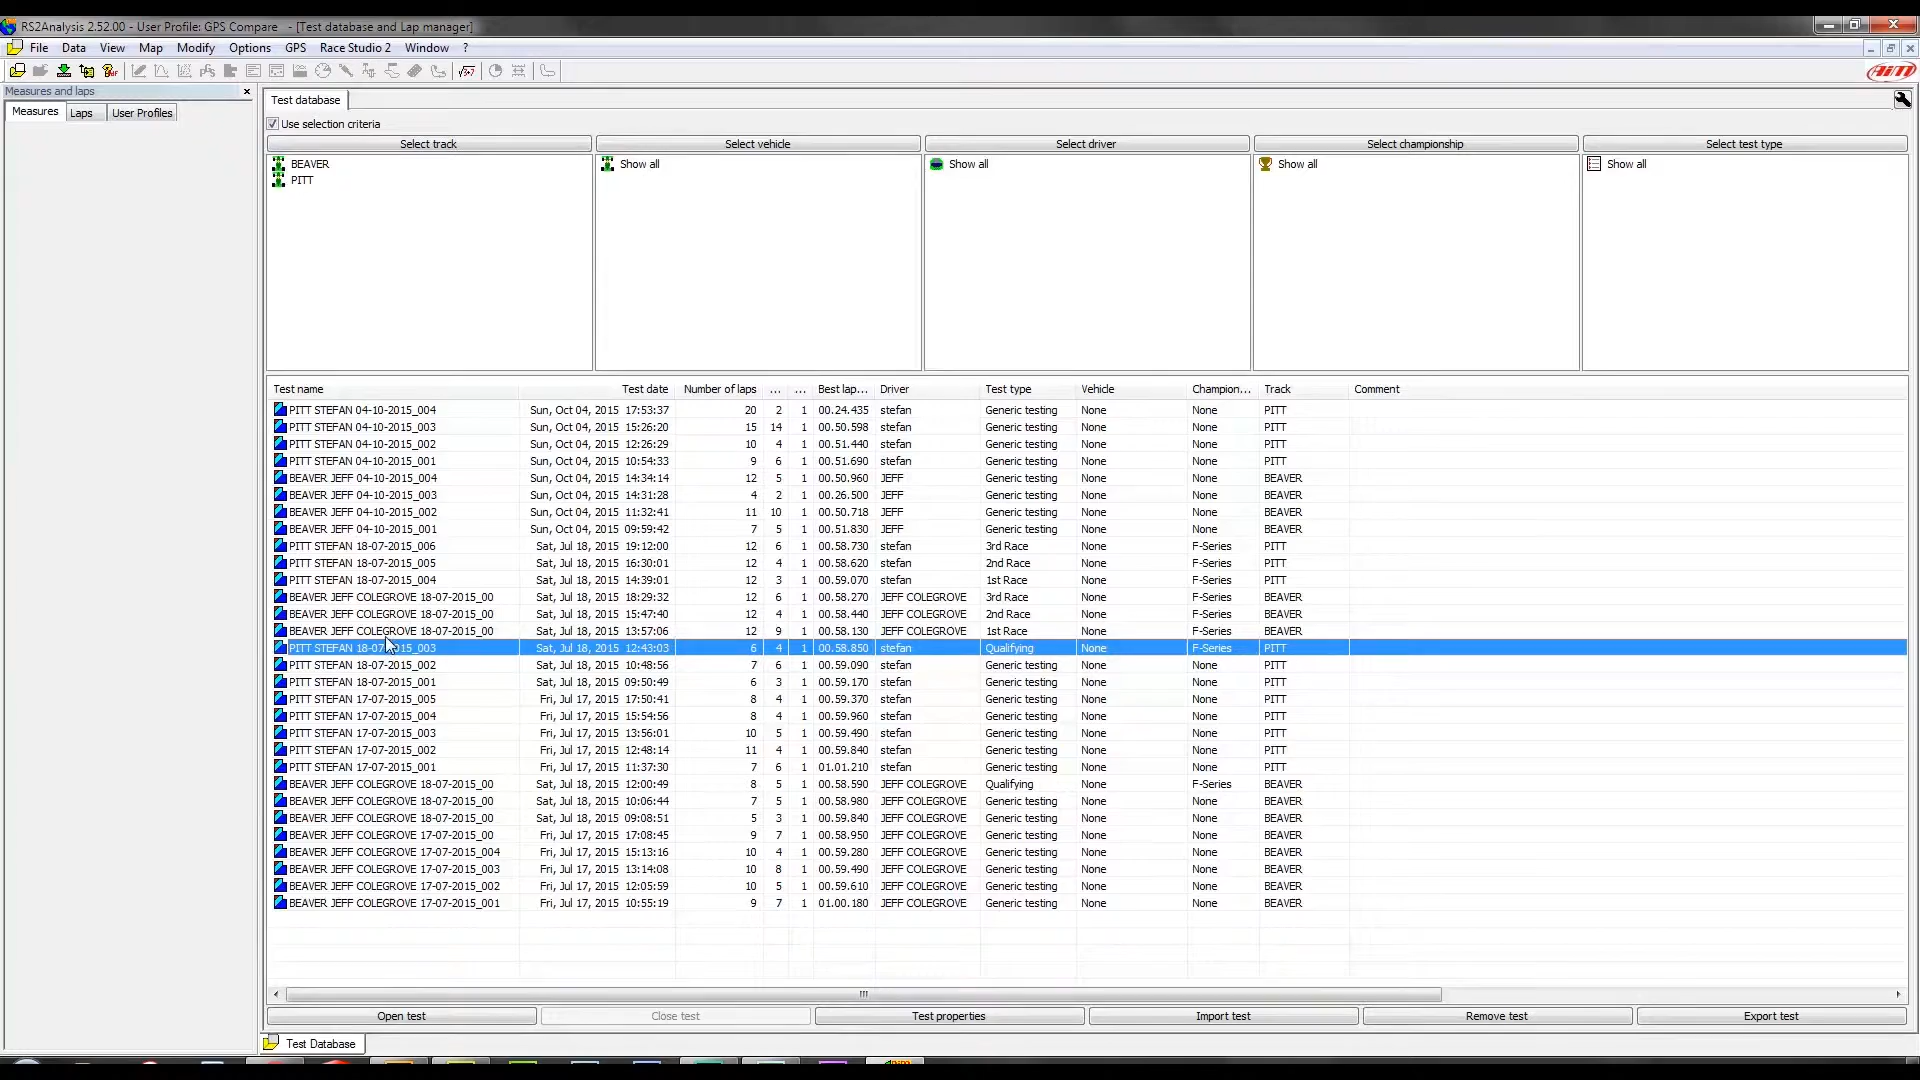 RS2Analysis 2.52.00 - User Profile: GPS Compare - [Test database and Lap manager]
File Data View Map Modify Options GPS Race Studio 2 Window ?
AiM
Measures and laps
Measures Laps User Profiles
Test database
Use selection criteria
Select track Select vehicle Select driver Select championship Select test type
BEAVER Show all Show all Show all Show all
PITT
Test name Test date Number of laps ... ... Best lap... Driver Test type Vehicle Champion... Track Comment
PITT STEFAN 04-10-2015_004 Sun, Oct 04, 2015 17:53:37 20 2 1 00.24.435 stefan Generic testing None None PITT
PITT STEFAN 04-10-2015_003 Sun, Oct 04, 2015 15:26:20 15 14 1 00.50.598 stefan Generic testing None None PITT
PITT STEFAN 04-10-2015_002 Sun, Oct 04, 2015 12:26:29 10 4 1 00.51.440 stefan Generic testing None None PITT
PITT STEFAN 04-10-2015_001 Sun, Oct 04, 2015 10:54:33 9 6 1 00.51.690 stefan Generic testing None None PITT
BEAVER JEFF 04-10-2015_004 Sun, Oct 04, 2015 14:34:14 12 5 1 00.50.960 JEFF Generic testing None None BEAVER
BEAVER JEFF 04-10-2015_003 Sun, Oct 04, 2015 14:31:28 4 2 1 00.26.500 JEFF Generic testing None None BEAVER
BEAVER JEFF 04-10-2015_002 Sun, Oct 04, 2015 11:32:41 11 10 1 00.50.718 JEFF Generic testing None None BEAVER
BEAVER JEFF 04-10-2015_001 Sun, Oct 04, 2015 09:59:42 7 5 1 00.51.830 JEFF Generic testing None None BEAVER
PITT STEFAN 18-07-2015_006 Sat, Jul 18, 2015 19:12:00 12 6 1 00.58.730 stefan 3rd Race None F-Series PITT
PITT STEFAN 18-07-2015_005 Sat, Jul 18, 2015 16:30:01 12 4 1 00.58.620 stefan 2nd Race None F-Series PITT
PITT STEFAN 18-07-2015_004 Sat, Jul 18, 2015 14:39:01 12 3 1 00.59.070 stefan 1st Race None F-Series PITT
BEAVER JEFF COLEGROVE 18-07-2015_00 Sat, Jul 18, 2015 18:29:32 12 6 1 00.58.270 JEFF COLEGROVE 3rd Race None F-Series BEAVER
BEAVER JEFF COLEGROVE 18-07-2015_00 Sat, Jul 18, 2015 15:47:40 12 4 1 00.58.440 JEFF COLEGROVE 2nd Race None F-Series BEAVER
BEAVER JEFF COLEGROVE 18-07-2015_00 Sat, Jul 18, 2015 13:57:06 12 9 1 00.58.130 JEFF COLEGROVE 1st Race None F-Series BEAVER
PITT STEFAN 18-07-2015_003 Sat, Jul 18, 2015 12:43:03 6 4 1 00.58.850 stefan Qualifying None F-Series PITT
PITT STEFAN 18-07-2015_002 Sat, Jul 18, 2015 10:48:56 7 6 1 00.59.090 stefan Generic testing None None PITT
PITT STEFAN 18-07-2015_001 Sat, Jul 18, 2015 09:50:49 6 3 1 00.59.170 stefan Generic testing None None PITT
PITT STEFAN 17-07-2015_005 Fri, Jul 17, 2015 17:50:41 8 4 1 00.59.370 stefan Generic testing None None PITT
PITT STEFAN 17-07-2015_004 Fri, Jul 17, 2015 15:54:56 8 4 1 00.59.960 stefan Generic testing None None PITT
PITT STEFAN 17-07-2015_003 Fri, Jul 17, 2015 13:56:01 10 5 1 00.59.490 stefan Generic testing None None PITT
PITT STEFAN 17-07-2015_002 Fri, Jul 17, 2015 12:48:14 11 4 1 00.59.840 stefan Generic testing None None PITT
PITT STEFAN 17-07-2015_001 Fri, Jul 17, 2015 11:37:30 7 6 1 01.01.210 stefan Generic testing None None PITT
BEAVER JEFF COLEGROVE 18-07-2015_00 Sat, Jul 18, 2015 12:00:49 8 5 1 00.58.590 JEFF COLEGROVE Qualifying None F-Series BEAVER
BEAVER JEFF COLEGROVE 18-07-2015_00 Sat, Jul 18, 2015 10:06:44 7 5 1 00.58.980 JEFF COLEGROVE Generic testing None None BEAVER
BEAVER JEFF COLEGROVE 18-07-2015_00 Sat, Jul 18, 2015 09:08:51 5 3 1 00.59.840 JEFF COLEGROVE Generic testing None None BEAVER
BEAVER JEFF COLEGROVE 17-07-2015_00 Fri, Jul 17, 2015 17:08:45 9 7 1 00.58.950 JEFF COLEGROVE Generic testing None None BEAVER
BEAVER JEFF COLEGROVE 17-07-2015_004 Fri, Jul 17, 2015 15:13:16 10 4 1 00.59.280 JEFF COLEGROVE Generic testing None None BEAVER
BEAVER JEFF COLEGROVE 17-07-2015_003 Fri, Jul 17, 2015 13:14:08 10 8 1 00.59.490 JEFF COLEGROVE Generic testing None None BEAVER
BEAVER JEFF COLEGROVE 17-07-2015_002 Fri, Jul 17, 2015 12:05:59 10 5 1 00.59.610 JEFF COLEGROVE Generic testing None None BEAVER
BEAVER JEFF COLEGROVE 17-07-2015_001 Fri, Jul 17, 2015 10:55:19 9 7 1 01.00.180 JEFF COLEGROVE Generic testing None None BEAVER
Open test Close test Test properties Import test Remove test Export test
Test Database